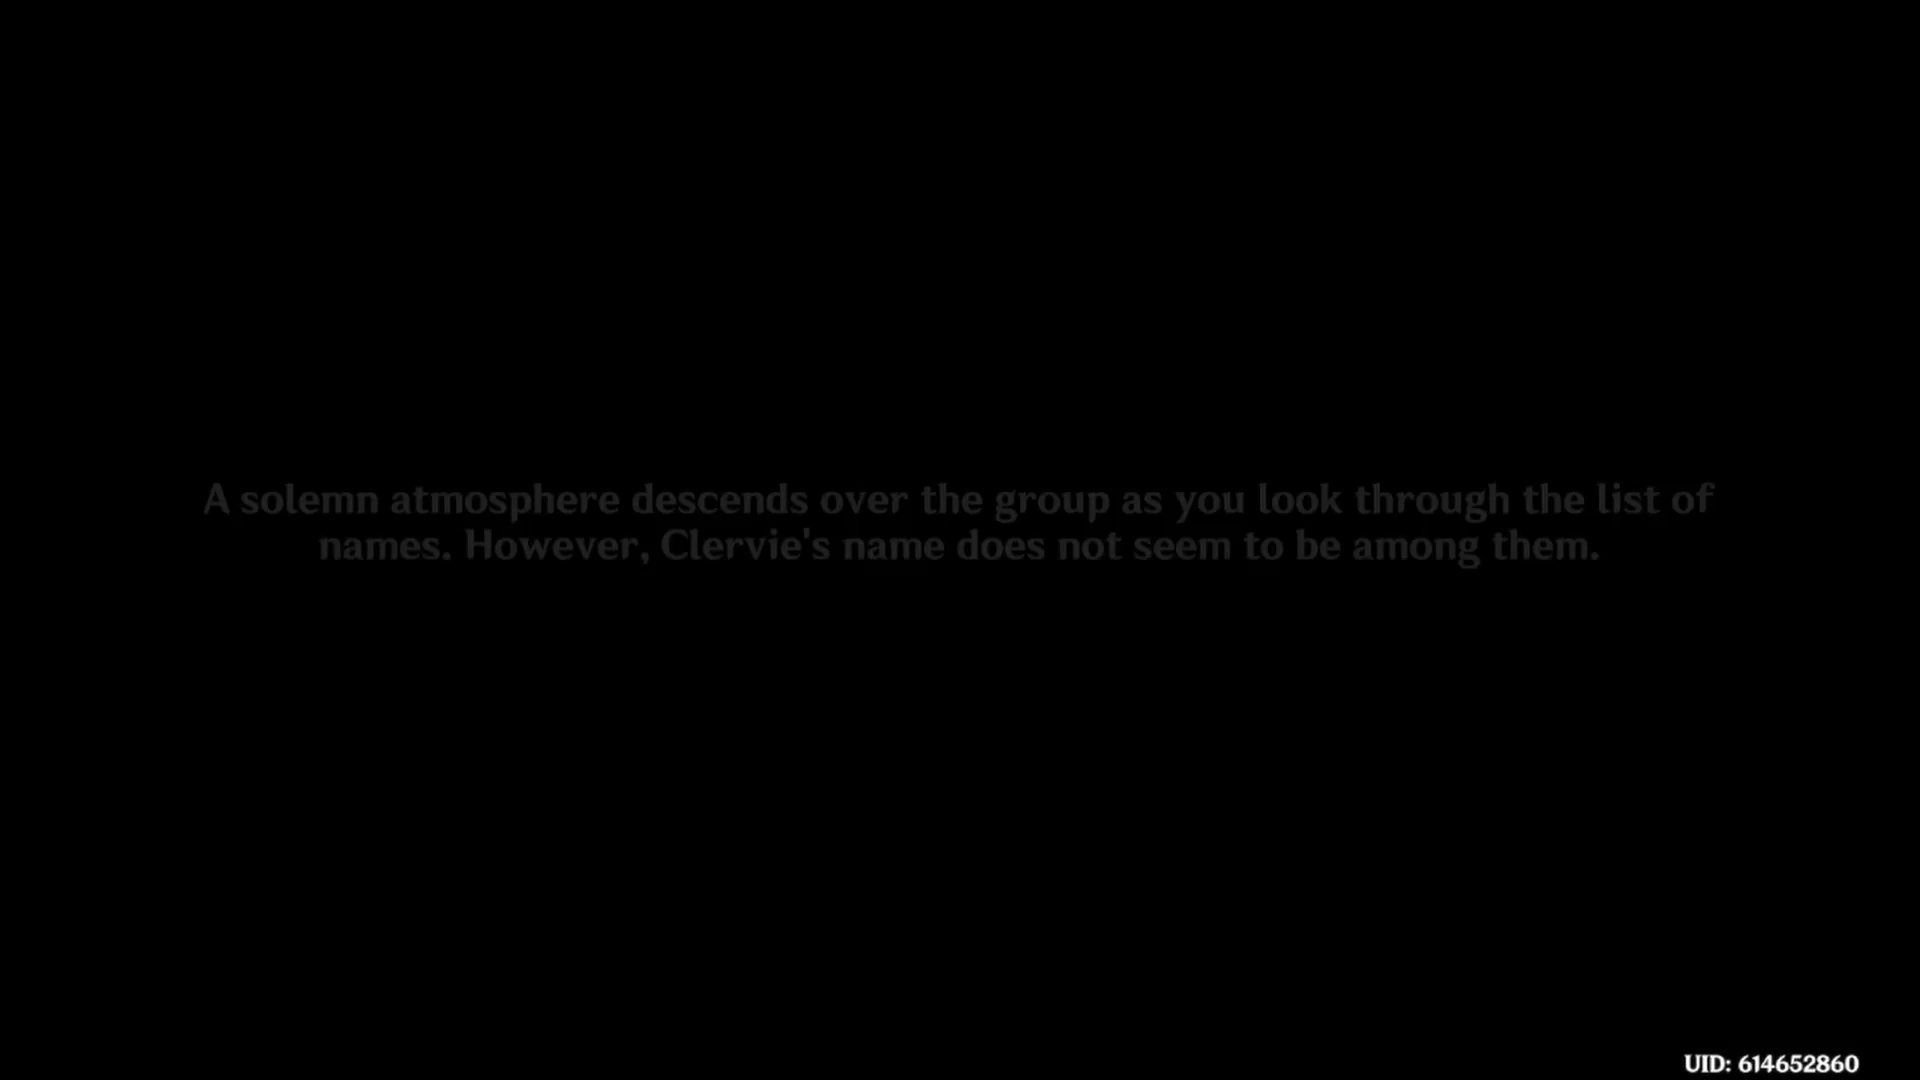 A solemn atmosphere descends over the group as you look through the list of
names. However, Clervie's name does not seem to be among them.
UID: 614652860